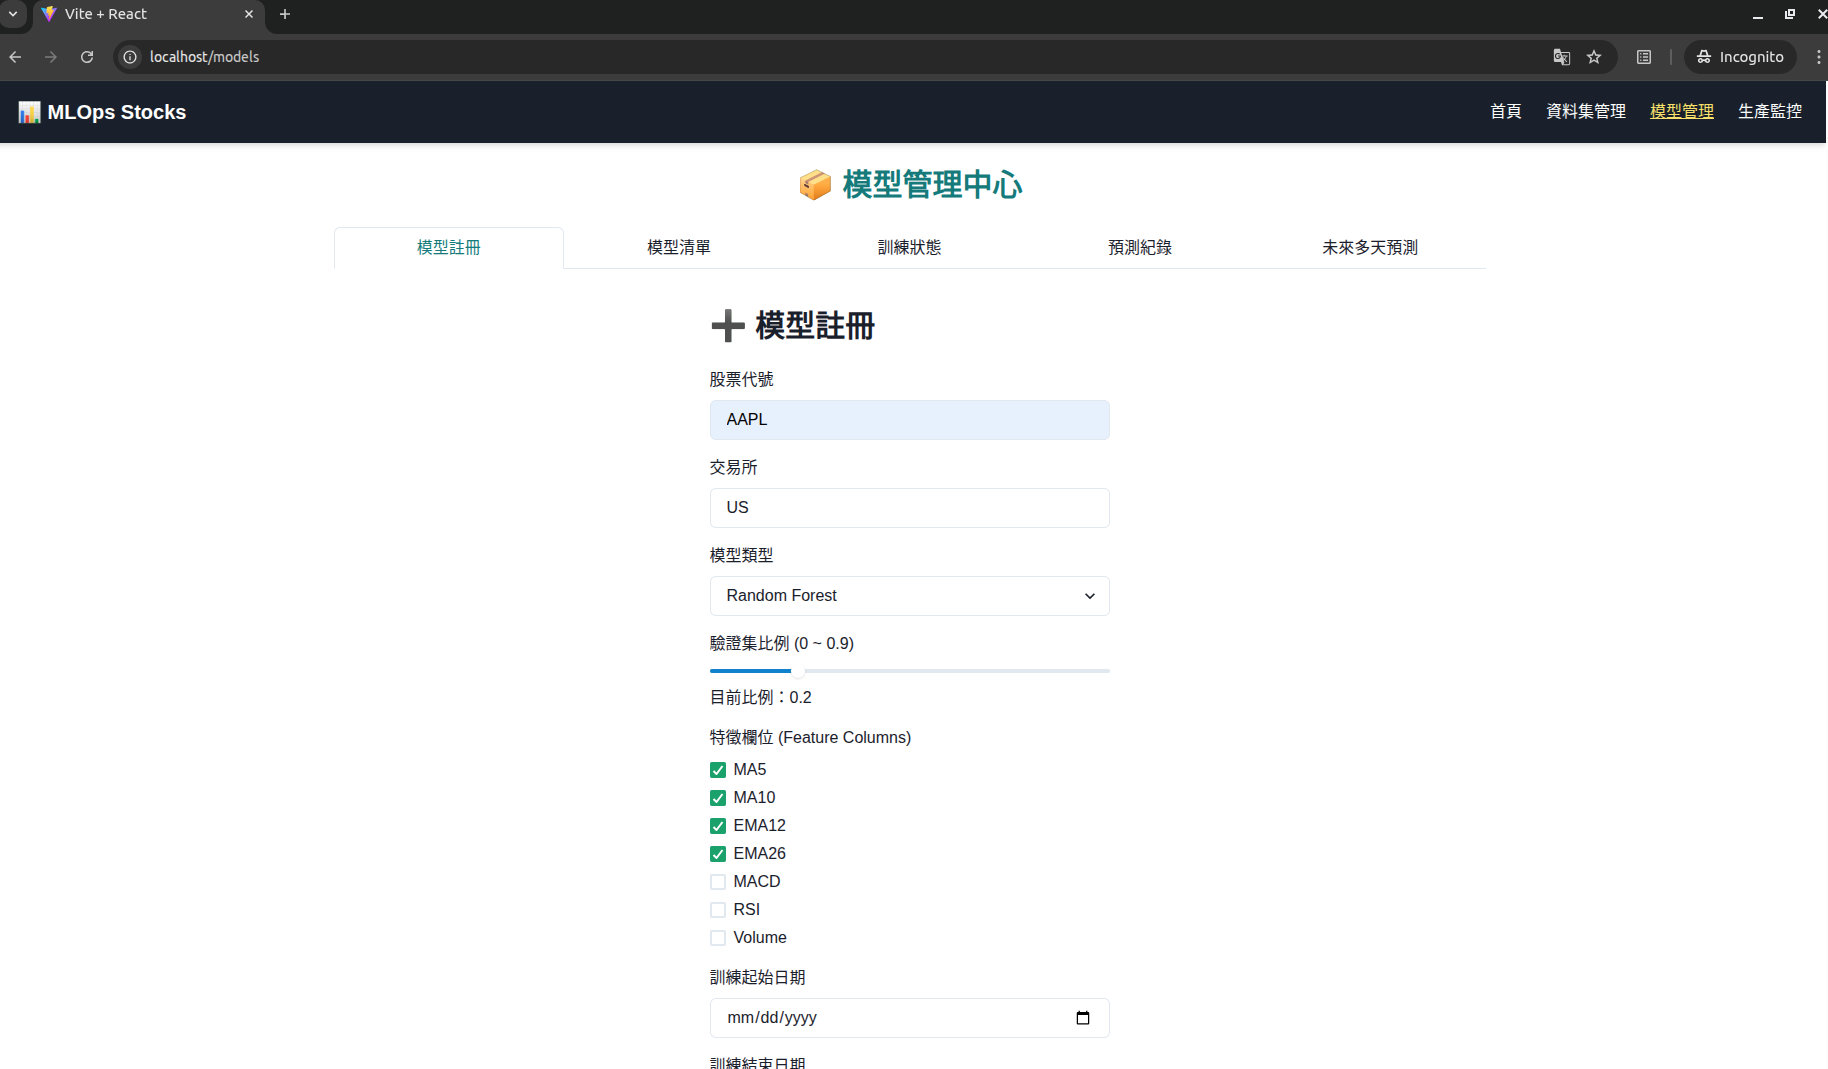 Vite + React
localhost/models
Incognito
MLOps Stocks
首頁 資料集管理 模型管理 生產監控
模型管理中心
模型註冊 模型清單 訓練狀態 預測紀錄 未來多天預測
模型註冊
股票代號
AAPL
交易所
US
模型類型
Random Forest
驗證集比例 (0 ~ 0.9)
目前比例：0.2
特徵欄位 (Feature Columns)
MA5
MA10
EMA12
EMA26
MACD
RSI
Volume
訓練起始日期
mm/dd/yyyy
訓練結束日期